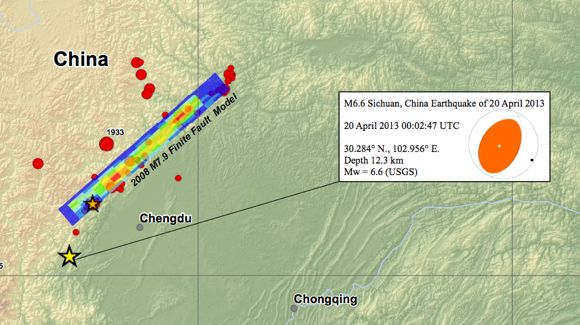 China
M6.6 Sichuan, China Earthquake of 20 April 2013
20 April 2013 00:02:47 UTC
30.284° N., 102.956° E.
Depth 12.3 km
Mw = 6.6 (USGS)
1933
2008 M7.9 Finite Fault Model
Chengdu
Chongqing